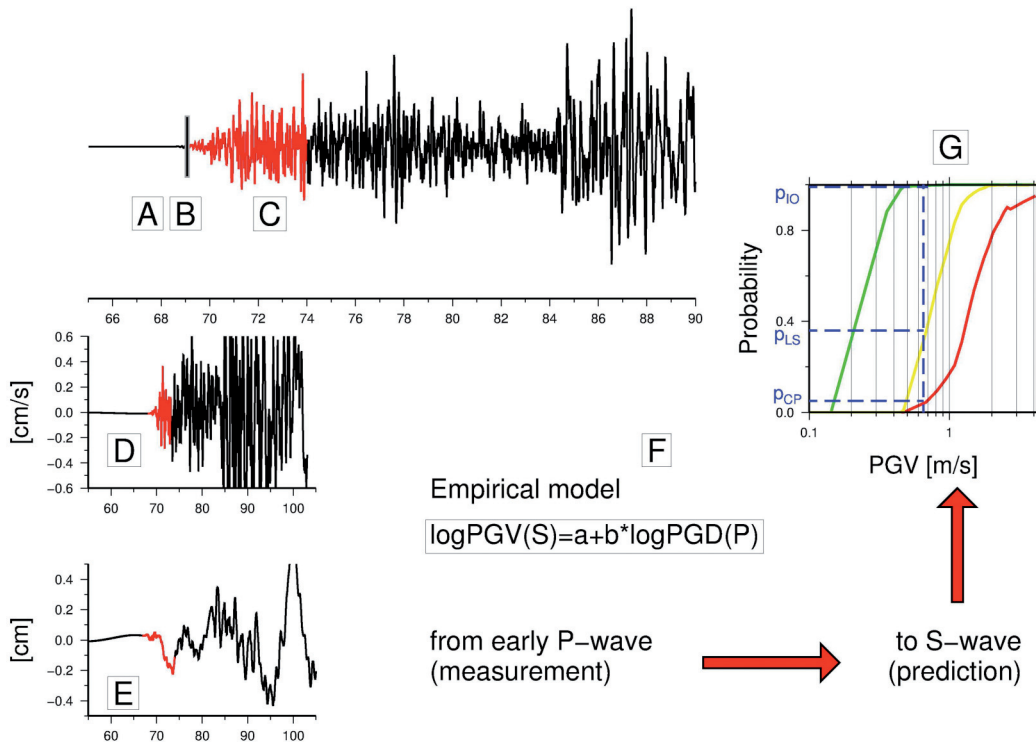 A B C
66 68 70 72 74 76 78 80 82 84 86 88 90
G
Probability
p_IO
0.8
0.4
p_LS
p_CP
0.0
0.1 1
PGV [m/s]
[cm/s]
0.6
0.4
0.2
0.0
-0.2
-0.4
-0.6
D
60 70 80 90 100
[cm]
0.4
0.2
0.0
-0.2
-0.4
E
60 70 80 90 100
F
Empirical model
logPGV(S)=a+b*logPGD(P)
from early P-wave
(measurement)
to S-wave
(prediction)